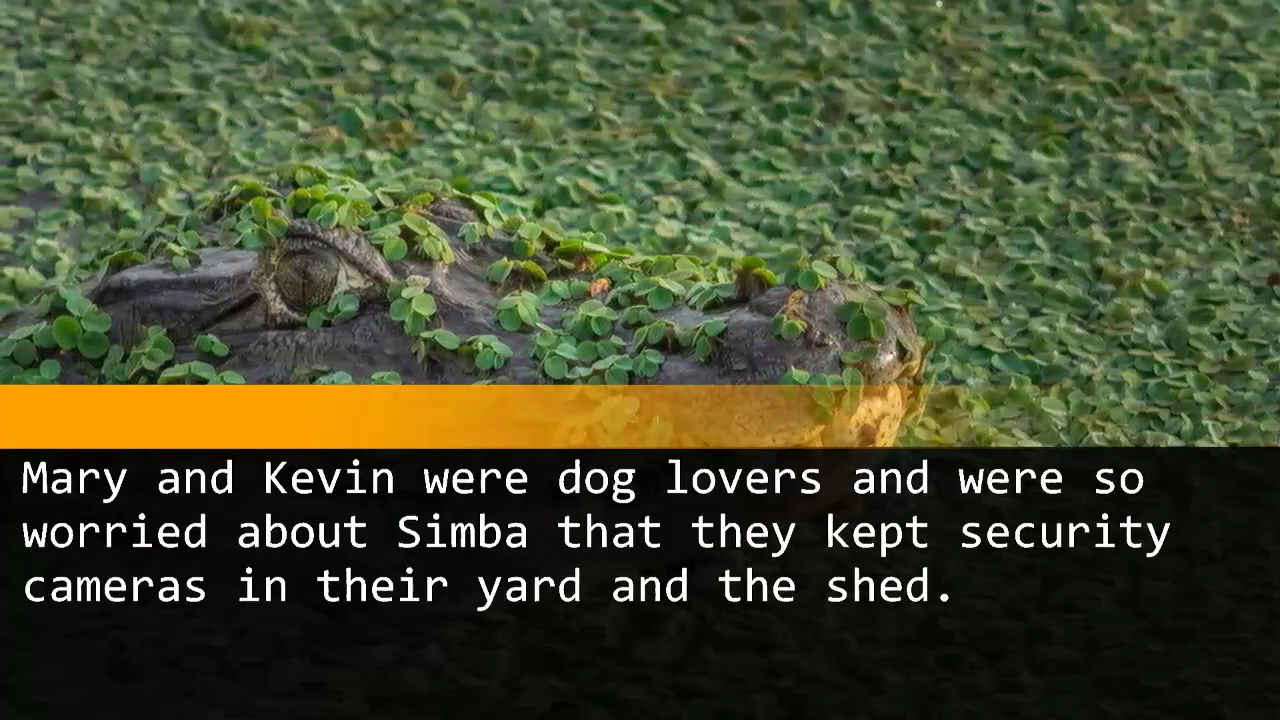 Mary and Kevin were dog lovers and were so
worried about Simba that they kept security
cameras in their yard and the shed.